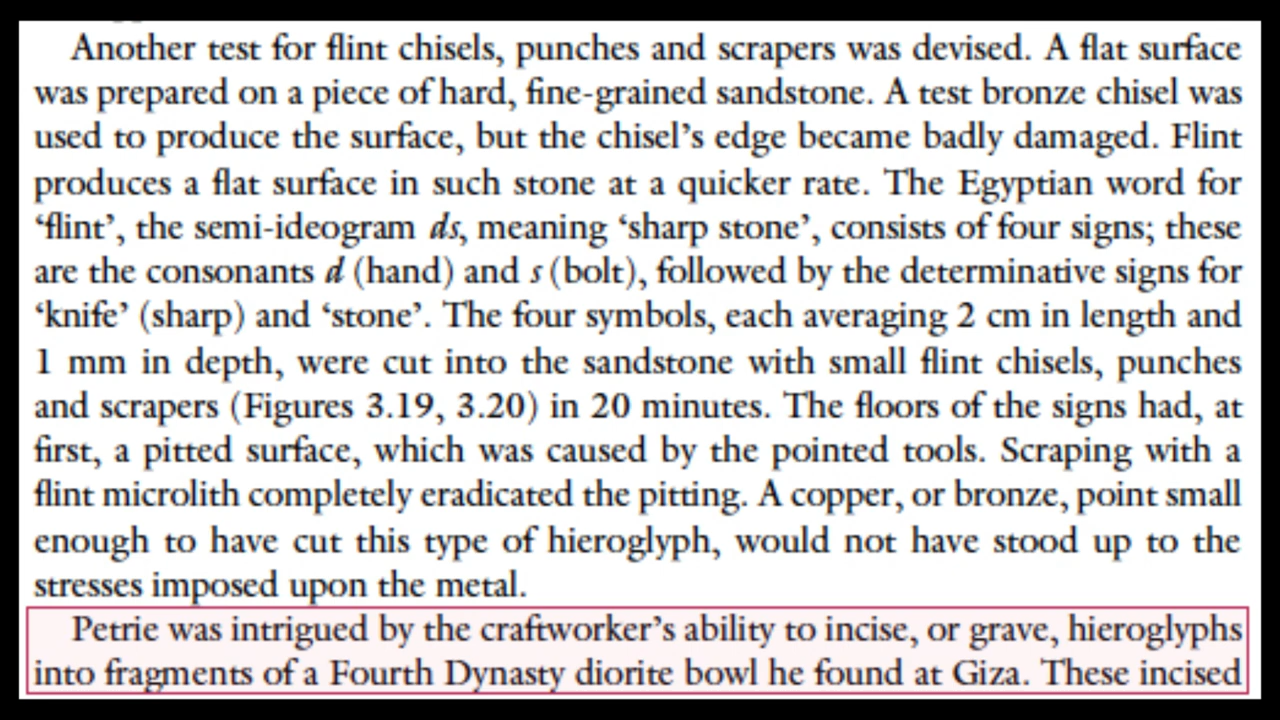 Another test for flint chisels, punches and scrapers was devised. A flat surface
was prepared on a piece of hard, fine-grained sandstone. A test bronze chisel was
used to produce the surface, but the chisel’s edge became badly damaged. Flint
produces a flat surface in such stone at a quicker rate. The Egyptian word for
‘flint’, the semi-ideogram ds, meaning ‘sharp stone’, consists of four signs; these
are the consonants d (hand) and s (bolt), followed by the determinative signs for
‘knife’ (sharp) and ‘stone’. The four symbols, each averaging 2 cm in length and
1 mm in depth, were cut into the sandstone with small flint chisels, punches
and scrapers (Figures 3.19, 3.20) in 20 minutes. The floors of the signs had, at
first, a pitted surface, which was caused by the pointed tools. Scraping with a
flint microlith completely eradicated the pitting. A copper, or bronze, point small
enough to have cut this type of hieroglyph, would not have stood up to the
stresses imposed upon the metal.
Petrie was intrigued by the craftworker’s ability to incise, or grave, hieroglyphs
into fragments of a Fourth Dynasty diorite bowl he found at Giza. These incised